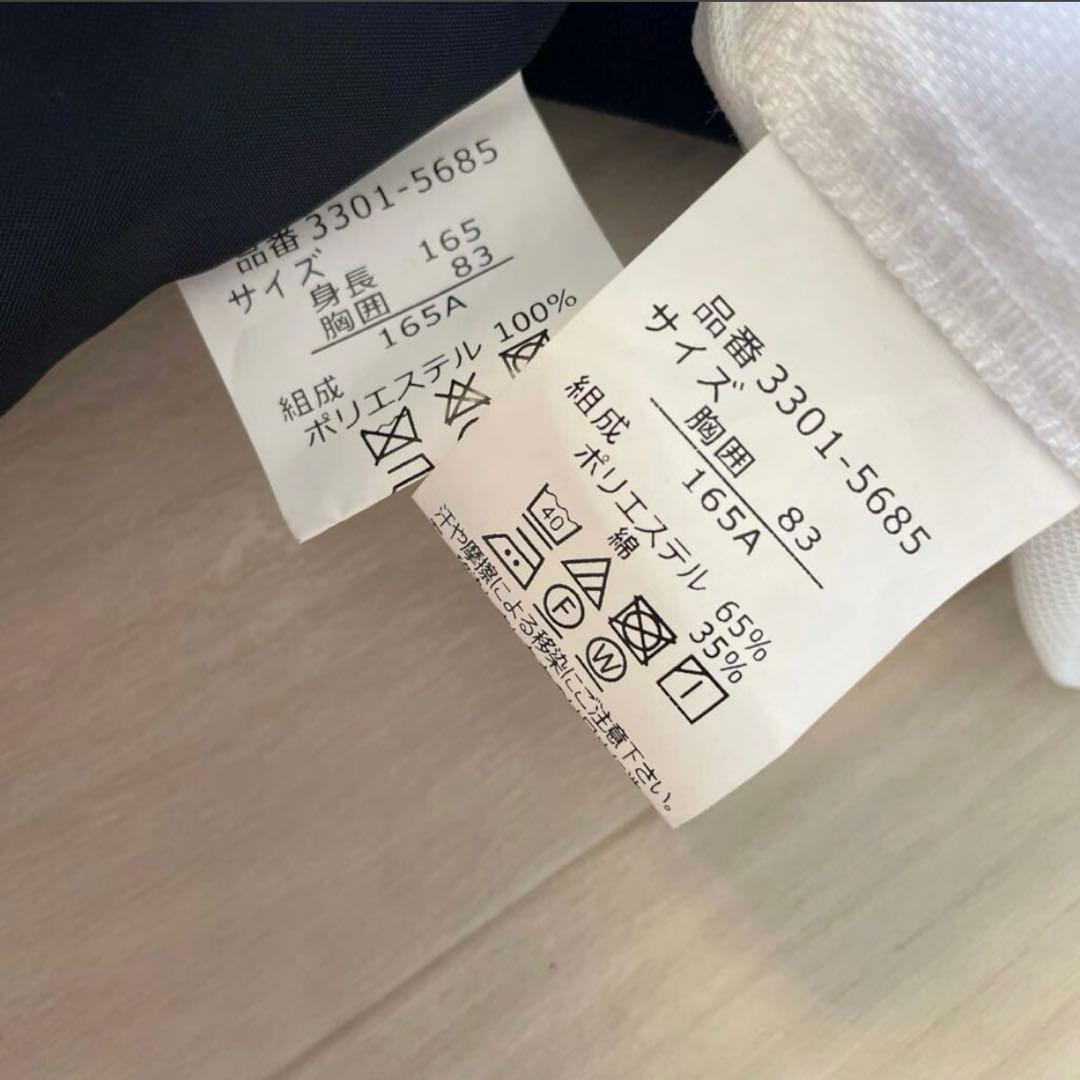 品番 3301-5685
サイズ
身長 165
胸囲 83
165A
組成
ポリエステル 100%
品番 3301-5685
サイズ
胸囲 83
165A
組成
ポリエステル 65%
綿 35%
40
F
W
汗や摩擦による移染にご注意下さい。